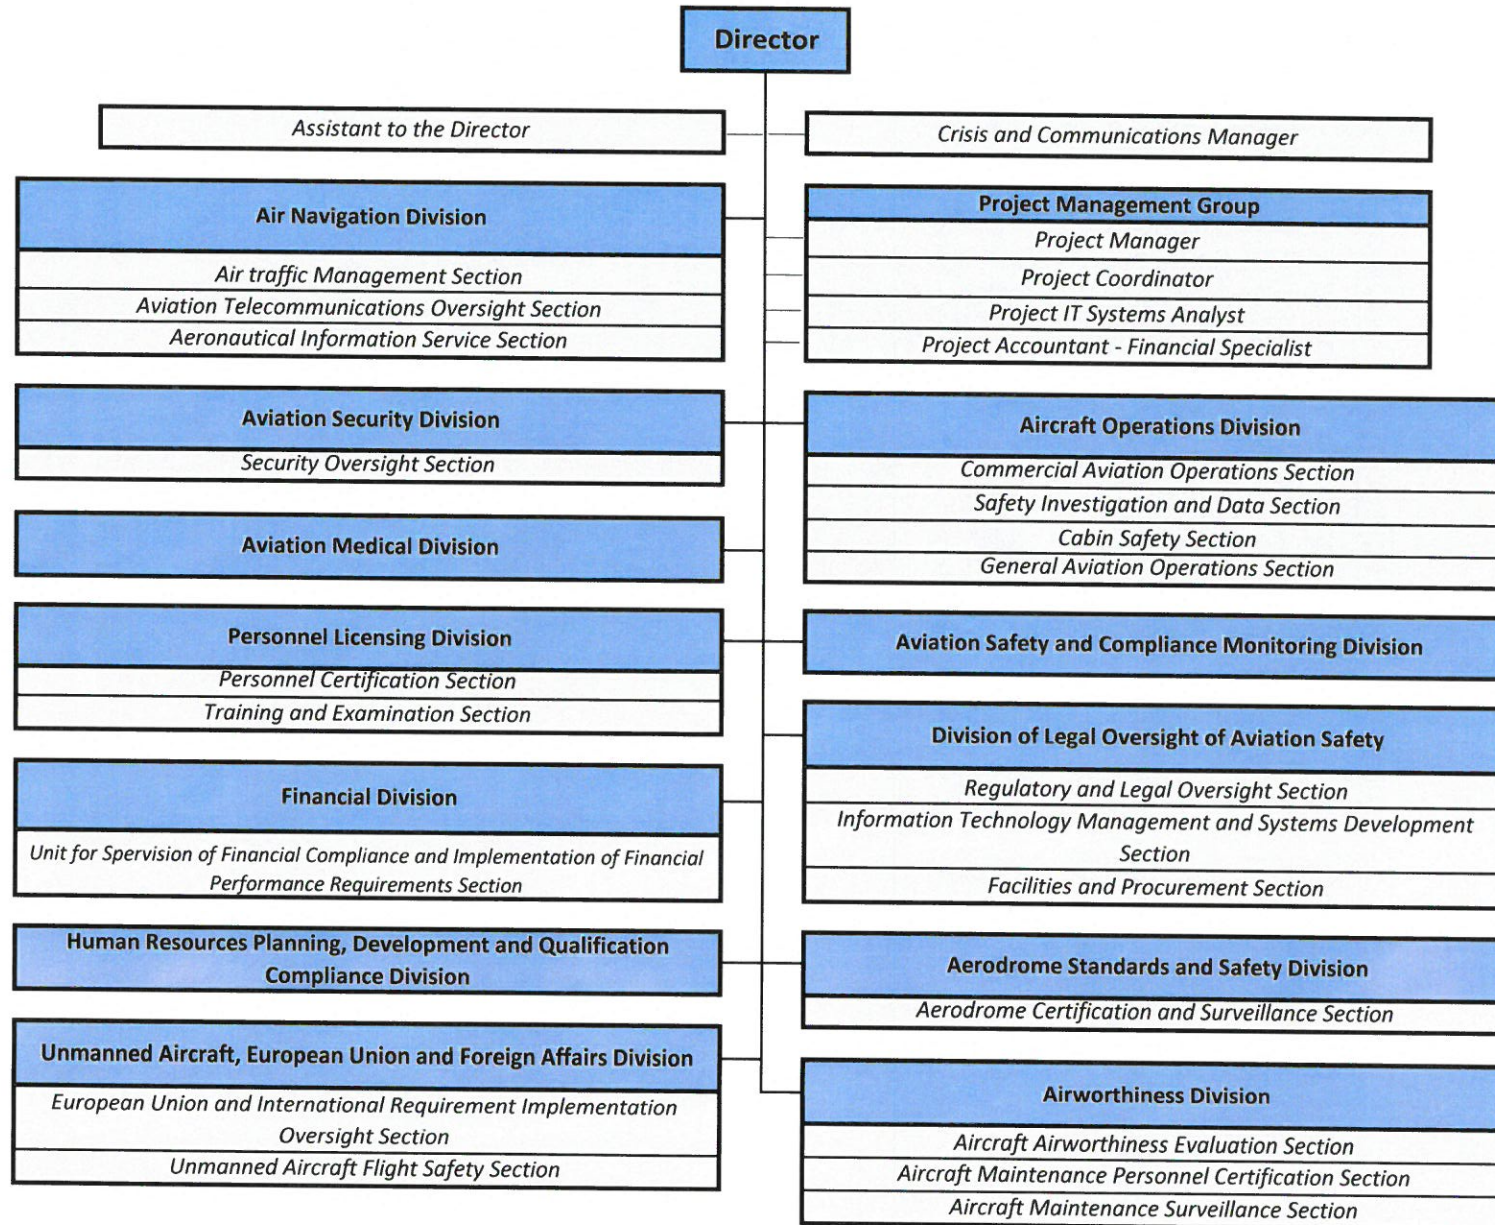 Director
Assistant to the Director
Crisis and Communications Manager
Air Navigation Division
Air traffic Management Section
Aviation Telecommunications Oversight Section
Aeronautical Information Service Section
Project Management Group
Project Manager
Project Coordinator
Project IT Systems Analyst
Project Accountant - Financial Specialist
Aviation Security Division
Security Oversight Section
Aircraft Operations Division
Commercial Aviation Operations Section
Safety Investigation and Data Section
Cabin Safety Section
General Aviation Operations Section
Aviation Medical Division
Personnel Licensing Division
Personnel Certification Section
Training and Examination Section
Aviation Safety and Compliance Monitoring Division
Division of Legal Oversight of Aviation Safety
Regulatory and Legal Oversight Section
Information Technology Management and Systems Development
Section
Facilities and Procurement Section
Financial Division
Unit for Spervision of Financial Compliance and Implementation of Financial
Performance Requirements Section
Human Resources Planning, Development and Qualification
Compliance Division
Aerodrome Standards and Safety Division
Aerodrome Certification and Surveillance Section
Unmanned Aircraft, European Union and Foreign Affairs Division
European Union and International Requirement Implementation
Oversight Section
Unmanned Aircraft Flight Safety Section
Airworthiness Division
Aircraft Airworthiness Evaluation Section
Aircraft Maintenance Personnel Certification Section
Aircraft Maintenance Surveillance Section